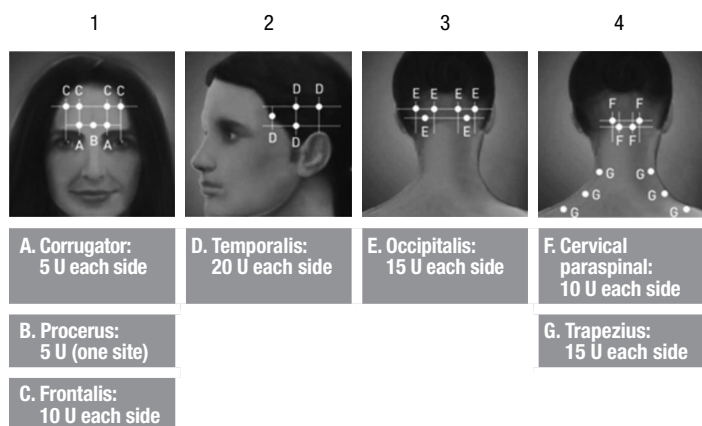 1
2
3
4
C C C C
A B A
D D
D D
E E E E
E E
F F
F F
G G
G G
G G
A. Corrugator:
5 U each side
B. Procerus:
5 U (one site)
C. Frontalis:
10 U each side
D. Temporalis:
20 U each side
E. Occipitalis:
15 U each side
F. Cervical
paraspinal:
10 U each side
G. Trapezius:
15 U each side